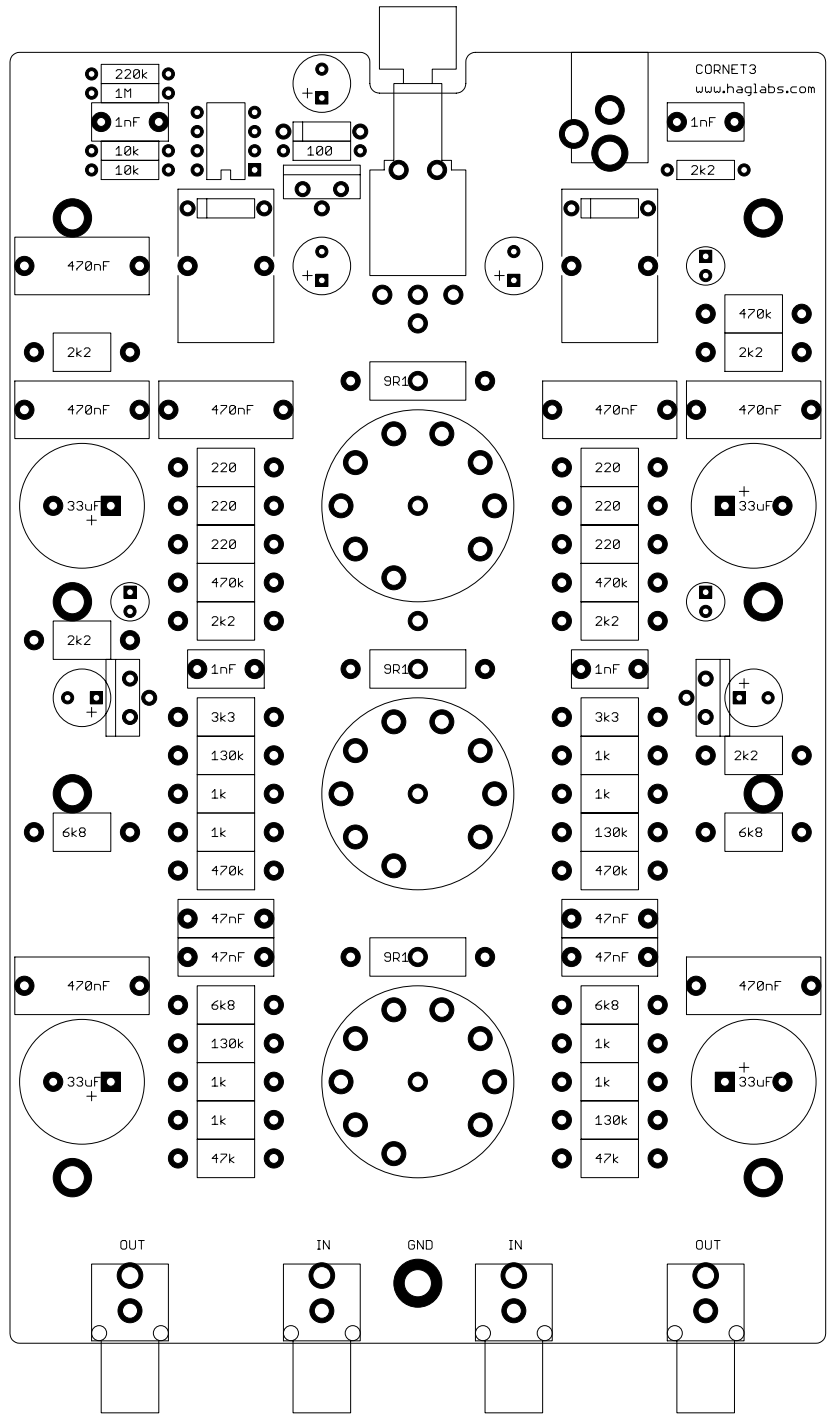 220k
CORNET3
1M
www.haglabs.com
1nF
1nF
10k
100
10k
2k2
470nF
470k
2k2
2k2
9R1
470nF
470nF
470nF
470nF
220
220
33uF
220
220
33uF
220
220
470k
470k
2k2
2k2
2k2
1nF
9R1
1nF
3k3
3k3
130k
1k
2k2
1k
1k
6k8
1k
130k
6k8
470k
470k
47nF
47nF
47nF
9R1
47nF
470nF
470nF
6k8
6k8
130k
1k
33uF
1k
1k
33uF
1k
130k
47k
47k
OUT
IN
GND
IN
OUT